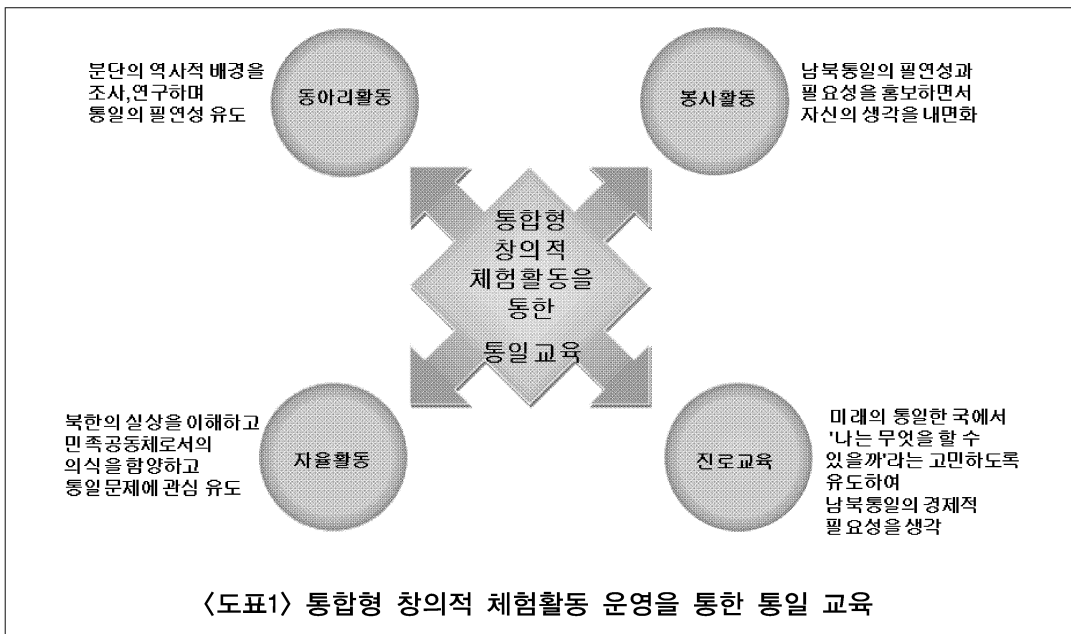 분단의 역사적 배경을
조사,연구하며
통일의 필연성 유도
동아리활동
봉사활동
남북통일의 필연성과
필요성을 홍보하면서
자신의 생각을 내면화
통합형
창의적
체험활동을
통한
통일교육
북한의 실상을 이해하고
민족공동체로서의
의식을 함양하고
통일문제에 관심 유도
자율활동
진로교육
미래의 통일한 국에서
'나는 무엇을 할 수
있을까'라는 고민하도록
유도하여
남북통일의 경제적
필요성을 생각
〈도표1〉 통합형 창의적 체험활동 운영을 통한 통일 교육